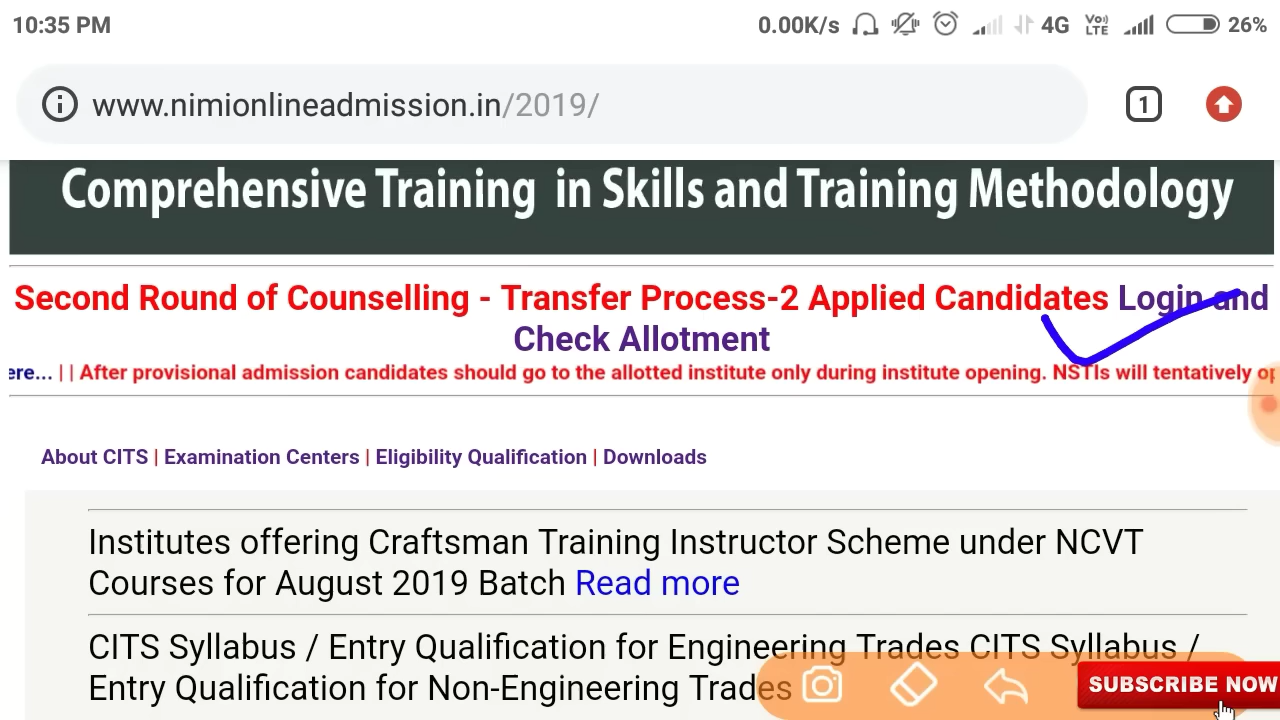 10:35 PM
0.00K/s 4G Vo) LTE 26%
www.nimionlineadmission.in/2019/
1
Comprehensive Training in Skills and Training Methodology
Second Round of Counselling - Transfer Process-2 Applied Candidates Login and
Check Allotment
ere... | | After provisional admission candidates should go to the allotted institute only during institute opening. NSTIs will tentatively op
About CITS | Examination Centers | Eligibility Qualification | Downloads
Institutes offering Craftsman Training Instructor Scheme under NCVT
Courses for August 2019 Batch Read more
CITS Syllabus / Entry Qualification for Engineering Trades CITS Syllabus /
Entry Qualification for Non-Engineering Trades
SUBSCRIBE NOW